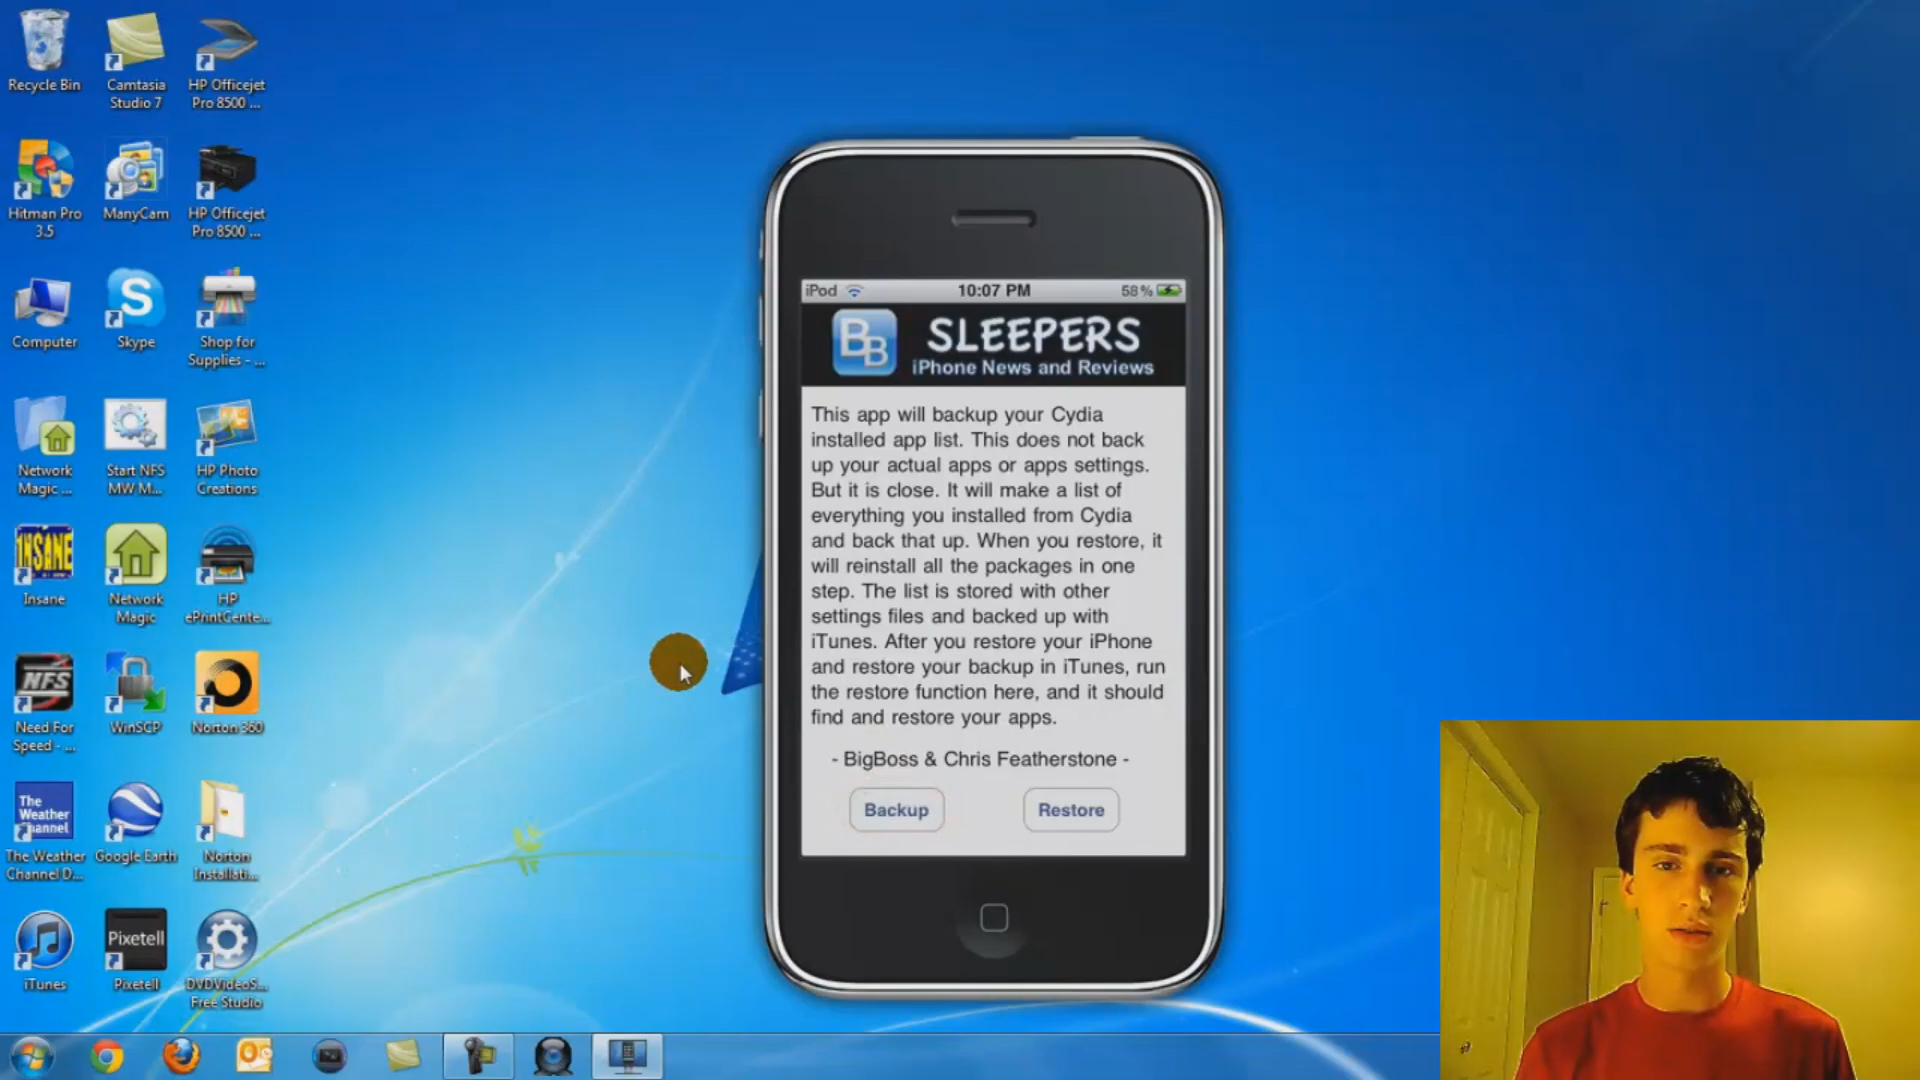 Recycle Bin
Camtasia
Studio 7
HP Officejet
Pro 8500 ...
Hitman Pro
3.5
ManyCam
HP Officejet
Pro 8500 ...
Computer
S
Skype
Shop for
Supplies - ...
Network
Magic ...
Start NFS
MW M...
HP Photo
Creations
INSANE
Insane
Network
Magic
HP
ePrintCente...
NFS
Need For
Speed - ...
WinSCP
Norton 360
The
Weather
Channel
The Weather
Channel D...
Google Earth
Norton
Installati...
iTunes
Pixetell
Pixetell
DVDVideoS...
Free Studio
iPod
10:07 PM
58%
BB
SLEEPERS
iPhone News and Reviews
This app will backup your Cydia
installed app list. This does not back
up your actual apps or apps settings.
But it is close. It will make a list of
everything you installed from Cydia
and back that up. When you restore, it
will reinstall all the packages in one
step. The list is stored with other
settings files and backed up with
iTunes. After you restore your iPhone
and restore your backup in iTunes, run
the restore function here, and it should
find and restore your apps.
- BigBoss & Chris Featherstone -
Backup
Restore